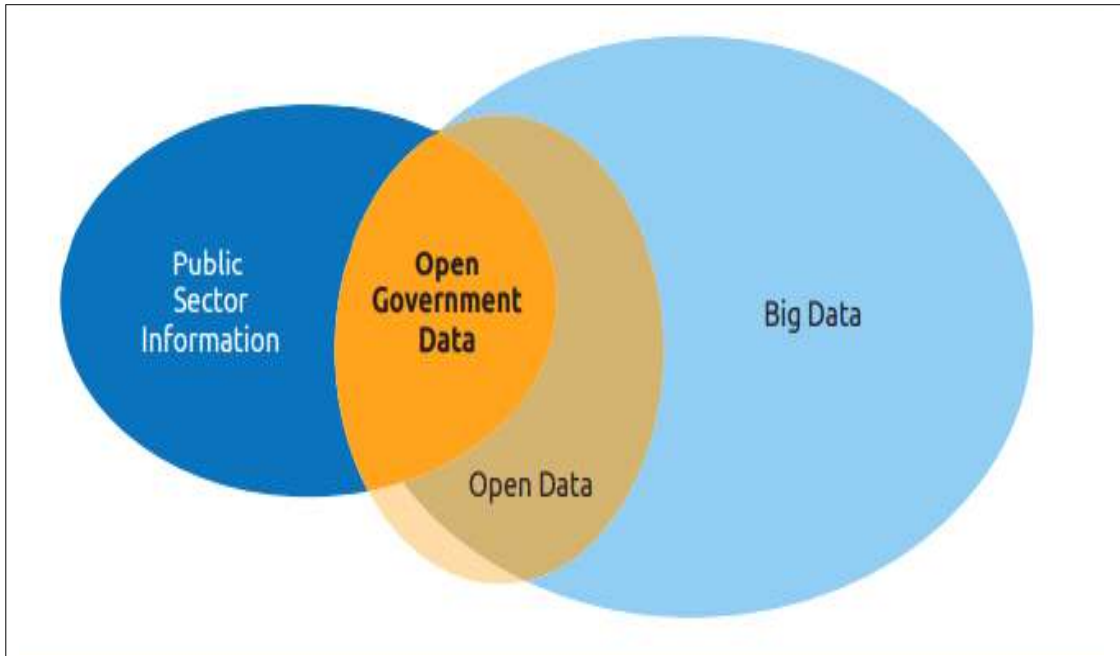 Public
Sector
Information
Open
Government
Data
Big Data
Open Data